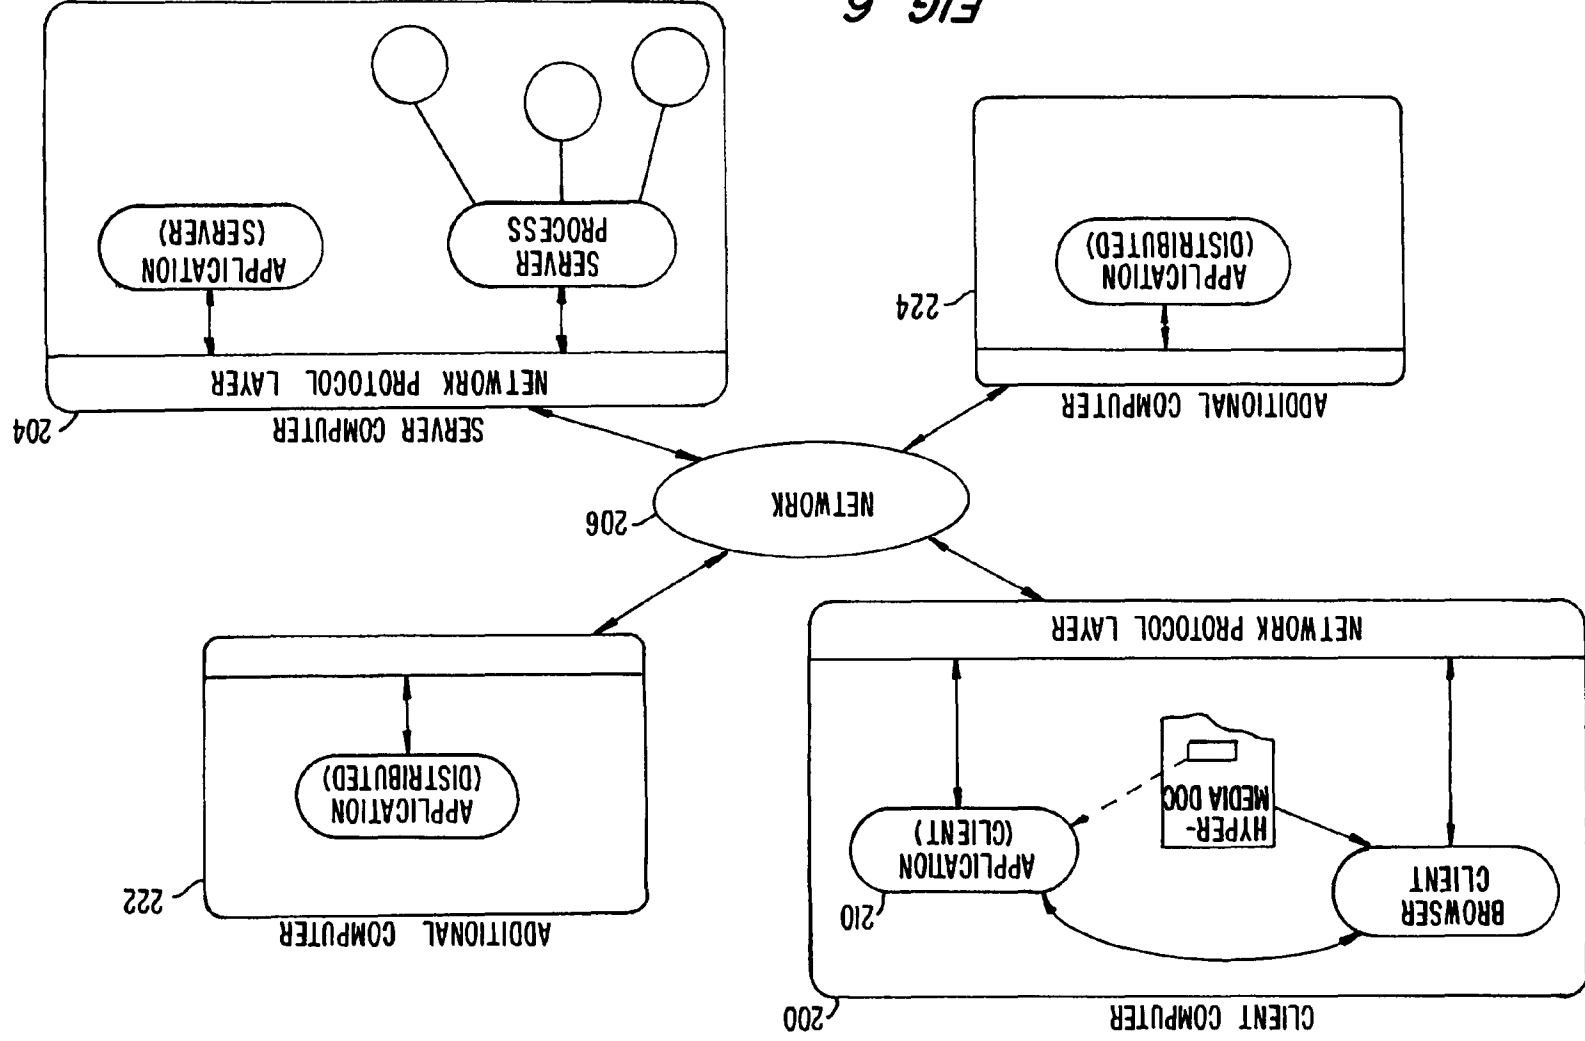 CLIENT COMPUTER
200
BROWSER
CLIENT
HYPER-
MEDIA DOC
210
APPLICATION
(CLIENT)
NETWORK PROTOCOL LAYER
ADDITIONAL COMPUTER
222
APPLICATION
(DISTRIBUTED)
NETWORK
206
ADDITIONAL COMPUTER
224
APPLICATION
(DISTRIBUTED)
SERVER COMPUTER
204
NETWORK PROTOCOL LAYER
SERVER
PROCESS
APPLICATION
(SERVER)
FIG 6